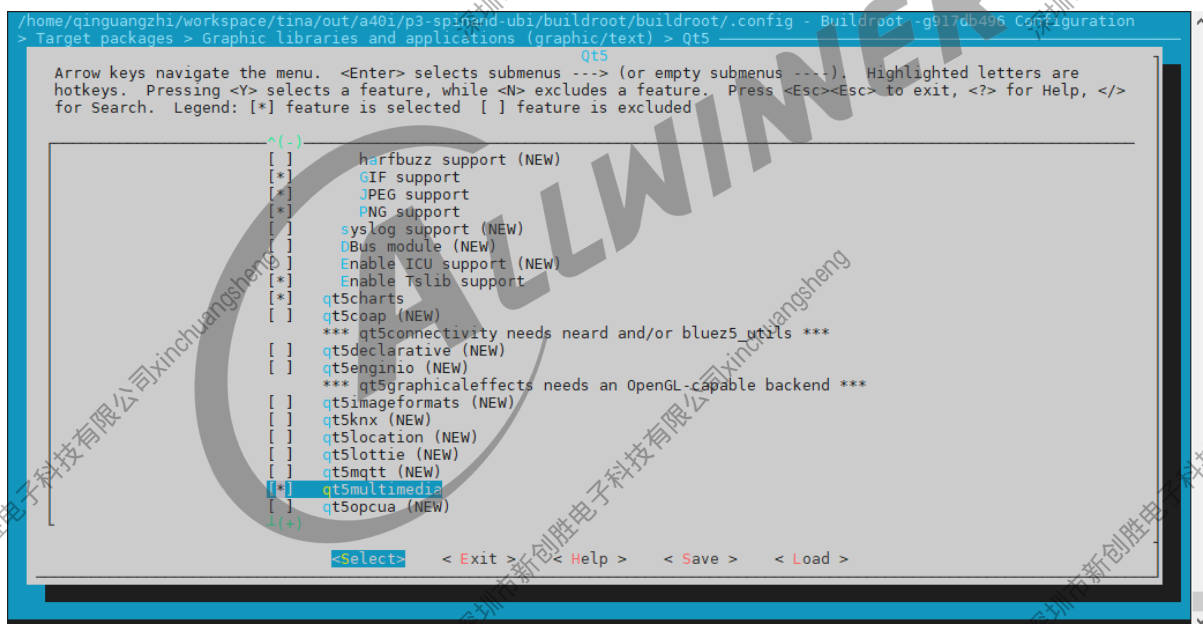 /home/qinguangzhi/workspace/tina/out/a40i/p3-spinand-ubi/buildroot/buildroot/.config - Buildroot -g917db496 Configuration
> Target packages > Graphic libraries and applications (graphic/text) > Qt5
Qt5
Arrow keys navigate the menu.  <Enter> selects submenus ---> (or empty submenus ----).  Highlighted letters are
hotkeys.  Pressing <Y> selects a feature, while <N> excludes a feature.  Press <Esc><Esc> to exit, <?> for Help, </>
for Search.  Legend: [*] feature is selected  [ ] feature is excluded
^(-)
[ ] harfbuzz support (NEW)
[*] GIF support
[*] JPEG support
[*] PNG support
[ ] syslog support (NEW)
[ ] DBus module (NEW)
[ ] Enable ICU support (NEW)
[*] Enable Tslib support
[*] qt5charts
[ ] qt5coap (NEW)
*** qt5connectivity needs neard and/or bluez5_utils ***
[ ] qt5declarative (NEW)
[ ] qt5enginio (NEW)
*** qt5graphicaleffects needs an OpenGL-capable backend ***
[ ] qt5imageformats (NEW)
[ ] qt5knx (NEW)
[ ] qt5location (NEW)
[ ] qt5lottie (NEW)
[ ] qt5mqtt (NEW)
[*] qt5multimedia
[ ] qt5opcua (NEW)
┴(+)
<Select>    < Exit >    < Help >    < Save >    < Load >
ALLWINNER
深圳市新创胜电子科技有限公司xinchuangsheng
深圳市新创胜电子科技有限公司xinchuangsheng